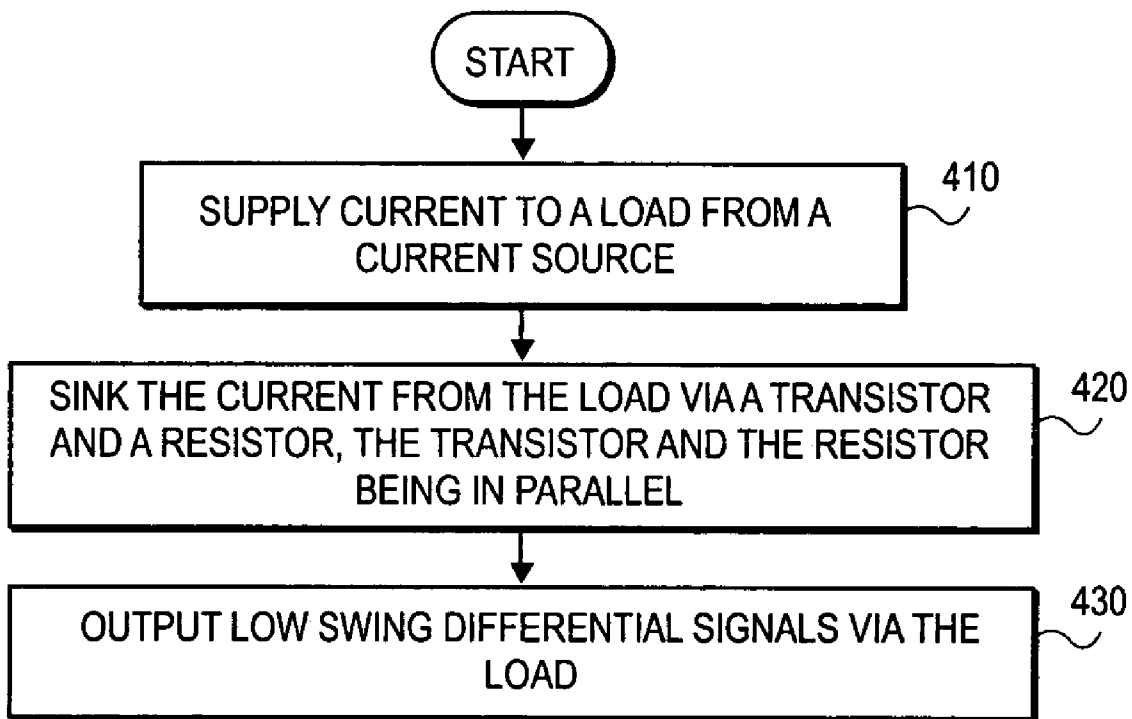 START
SUPPLY CURRENT TO A LOAD FROM A
CURRENT SOURCE
410
SINK THE CURRENT FROM THE LOAD VIA A TRANSISTOR
AND A RESISTOR, THE TRANSISTOR AND THE RESISTOR
BEING IN PARALLEL
420
OUTPUT LOW SWING DIFFERENTIAL SIGNALS VIA THE
LOAD
430